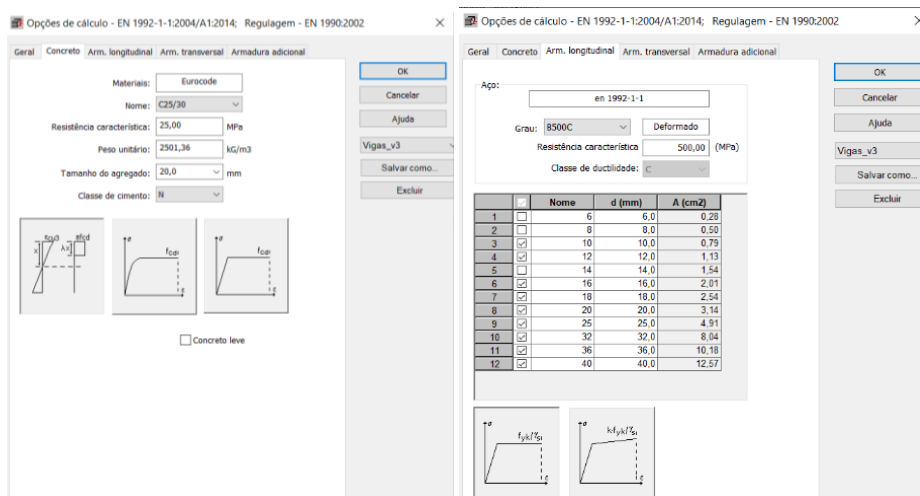 Opções de cálculo - EN 1992-1-1:2004/A1:2014; Regulagem - EN 1990:2002
Geral Concreto Arm. longitudinal Arm. transversal Armadura adicional
Materiais: Eurocode
Nome: C25/30
Resistência característica: 25,00 MPa
Peso unitário: 2501,36 kG/m3
Tamanho do agregado: 20,0 mm
Classe de cimento: N
σ fcd
σ fcd
Concreto leve
OK
Cancelar
Ajuda
Vigas_v3
Salvar como...
Excluir
Opções de cálculo - EN 1992-1-1:2004/A1:2014; Regulagem - EN 1990:2002
Geral Concreto Arm. longitudinal Arm. transversal Armadura adicional
Aço:
en 1992-1-1
Grau: B500C Deformado
Resistência característica 500,00 (MPa)
Classe de ductilidade: C
Nome d (mm) A (cm2)
1 6 6,0 0,28
2 8 8,0 0,50
3 10 10,0 0,79
4 12 12,0 1,13
5 14 14,0 1,54
6 16 16,0 2,01
7 18 18,0 2,54
8 20 20,0 3,14
9 25 25,0 4,91
10 32 32,0 8,04
11 36 36,0 10,18
12 40 40,0 12,57
OK
Cancelar
Ajuda
Vigas_v3
Salvar como...
Excluir